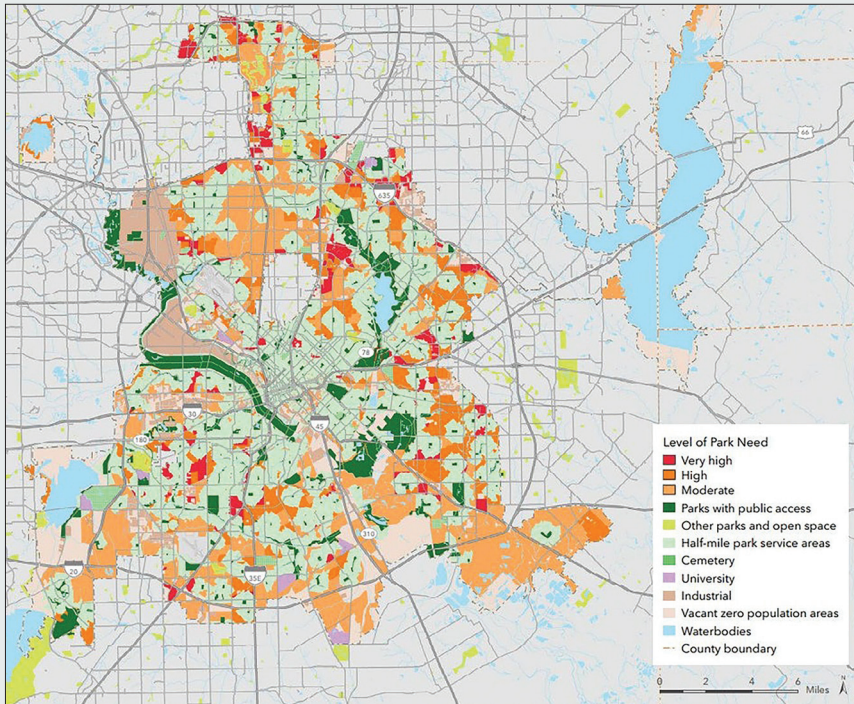 66
635
78
30
180
45
310
20
35E
Level of Park Need
Very high
High
Moderate
Parks with public access
Other parks and open space
Half-mile park service areas
Cemetery
University
Industrial
Vacant zero population areas
Waterbodies
County boundary
0 2 4 6
Miles N